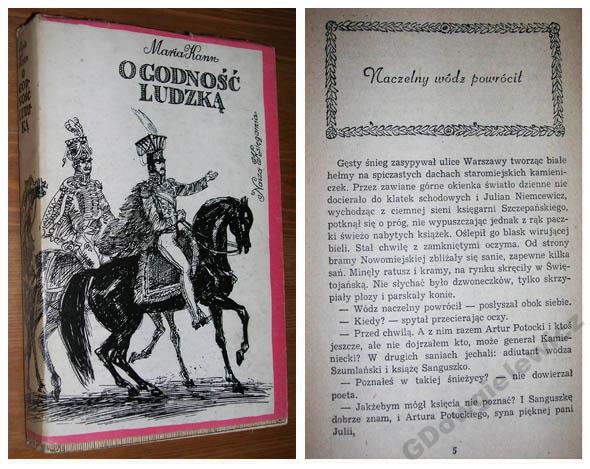 Maria Kann
O GODNOŚĆ
LUDZKĄ
Nasza Księgarnia
Naczelny wódz powrócił
Gęsty śnieg zasypywał ulice Warszawy tworząc białe
hełmy na spiczastych dachach staromiejskich kamieni-
czek. Przez zawiane górne okienka światło dzienne nie
docierało do klatek schodowych i Julian Niemcewicz,
wychodząc z ciemnej sieni księgarni Szczepańskiego,
potknął się o próg, nie wypuszczając jednak z rąk pacz-
ki świeżo nabytych książek. Oślepił go blask wirującej
bieli. Stał chwilę z zamkniętymi oczyma. Od strony
bramy Nowomiejskiej zbliżały się sanie, zapewne kilka
sań. Minęły ratusz i kramy, na rynku skręciły w Świę-
tojańską. Nie słychać było dzwoneczków, tylko skrzy-
piały płozy i parskały konie.
— Wódz naczelny powrócił — posłyszał obok siebie.
— Kiedy? — spytał przecierając oczy.
— Przed chwilą. A z nim razem Artur Potocki i ktoś
jeszcze, ale nie dojrzałem kto, może generał Kamie-
niecki? W drugich saniach jechali: adiutant wodza
Szumlański i książę Sanguszko.
— Poznałeś w takiej śnieżycy? — nie dowierzał
poeta.
— Jakżebym mógł księcia nie poznać? I Sanguszkę
dobrze znam, i Artura Potockiego, syna pięknej pani
Julii,
5